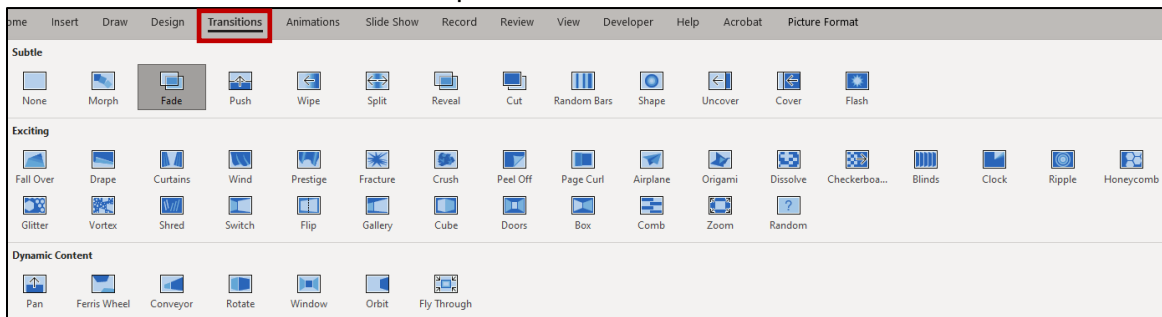 ome Insert Draw Design Transitions Animations Slide Show Record Review View Developer Help Acrobat Picture Format
Subtle
None Morph Fade Push Wipe Split Reveal Cut Random Bars Shape Uncover Cover Flash
Exciting
Fall Over Drape Curtains Wind Prestige Fracture Crush Peel Off Page Curl Airplane Origami Dissolve Checkerboa... Blinds Clock Ripple Honeycomb
Glitter Vortex Shred Switch Flip Gallery Cube Doors Box Comb Zoom Random
Dynamic Content
Pan Ferris Wheel Conveyor Rotate Window Orbit Fly Through